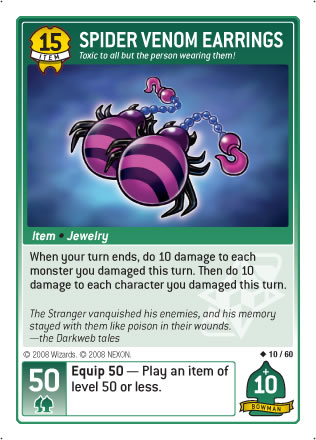 15
ITEM
SPIDER VENOM EARRINGS
Toxic to all but the person wearing them!
Item • Jewelry
When your turn ends, do 10 damage to each
monster you damaged this turn. Then do 10
damage to each character you damaged this turn.
The Stranger vanquished his enemies, and his memory
stayed with them like poison in their wounds.
—the Darkweb tales
© 2008 Wizards. © 2008 NEXON.
◆ 10 / 60
50
Equip 50 — Play an item of
level 50 or less.
+
10
BOWMAN